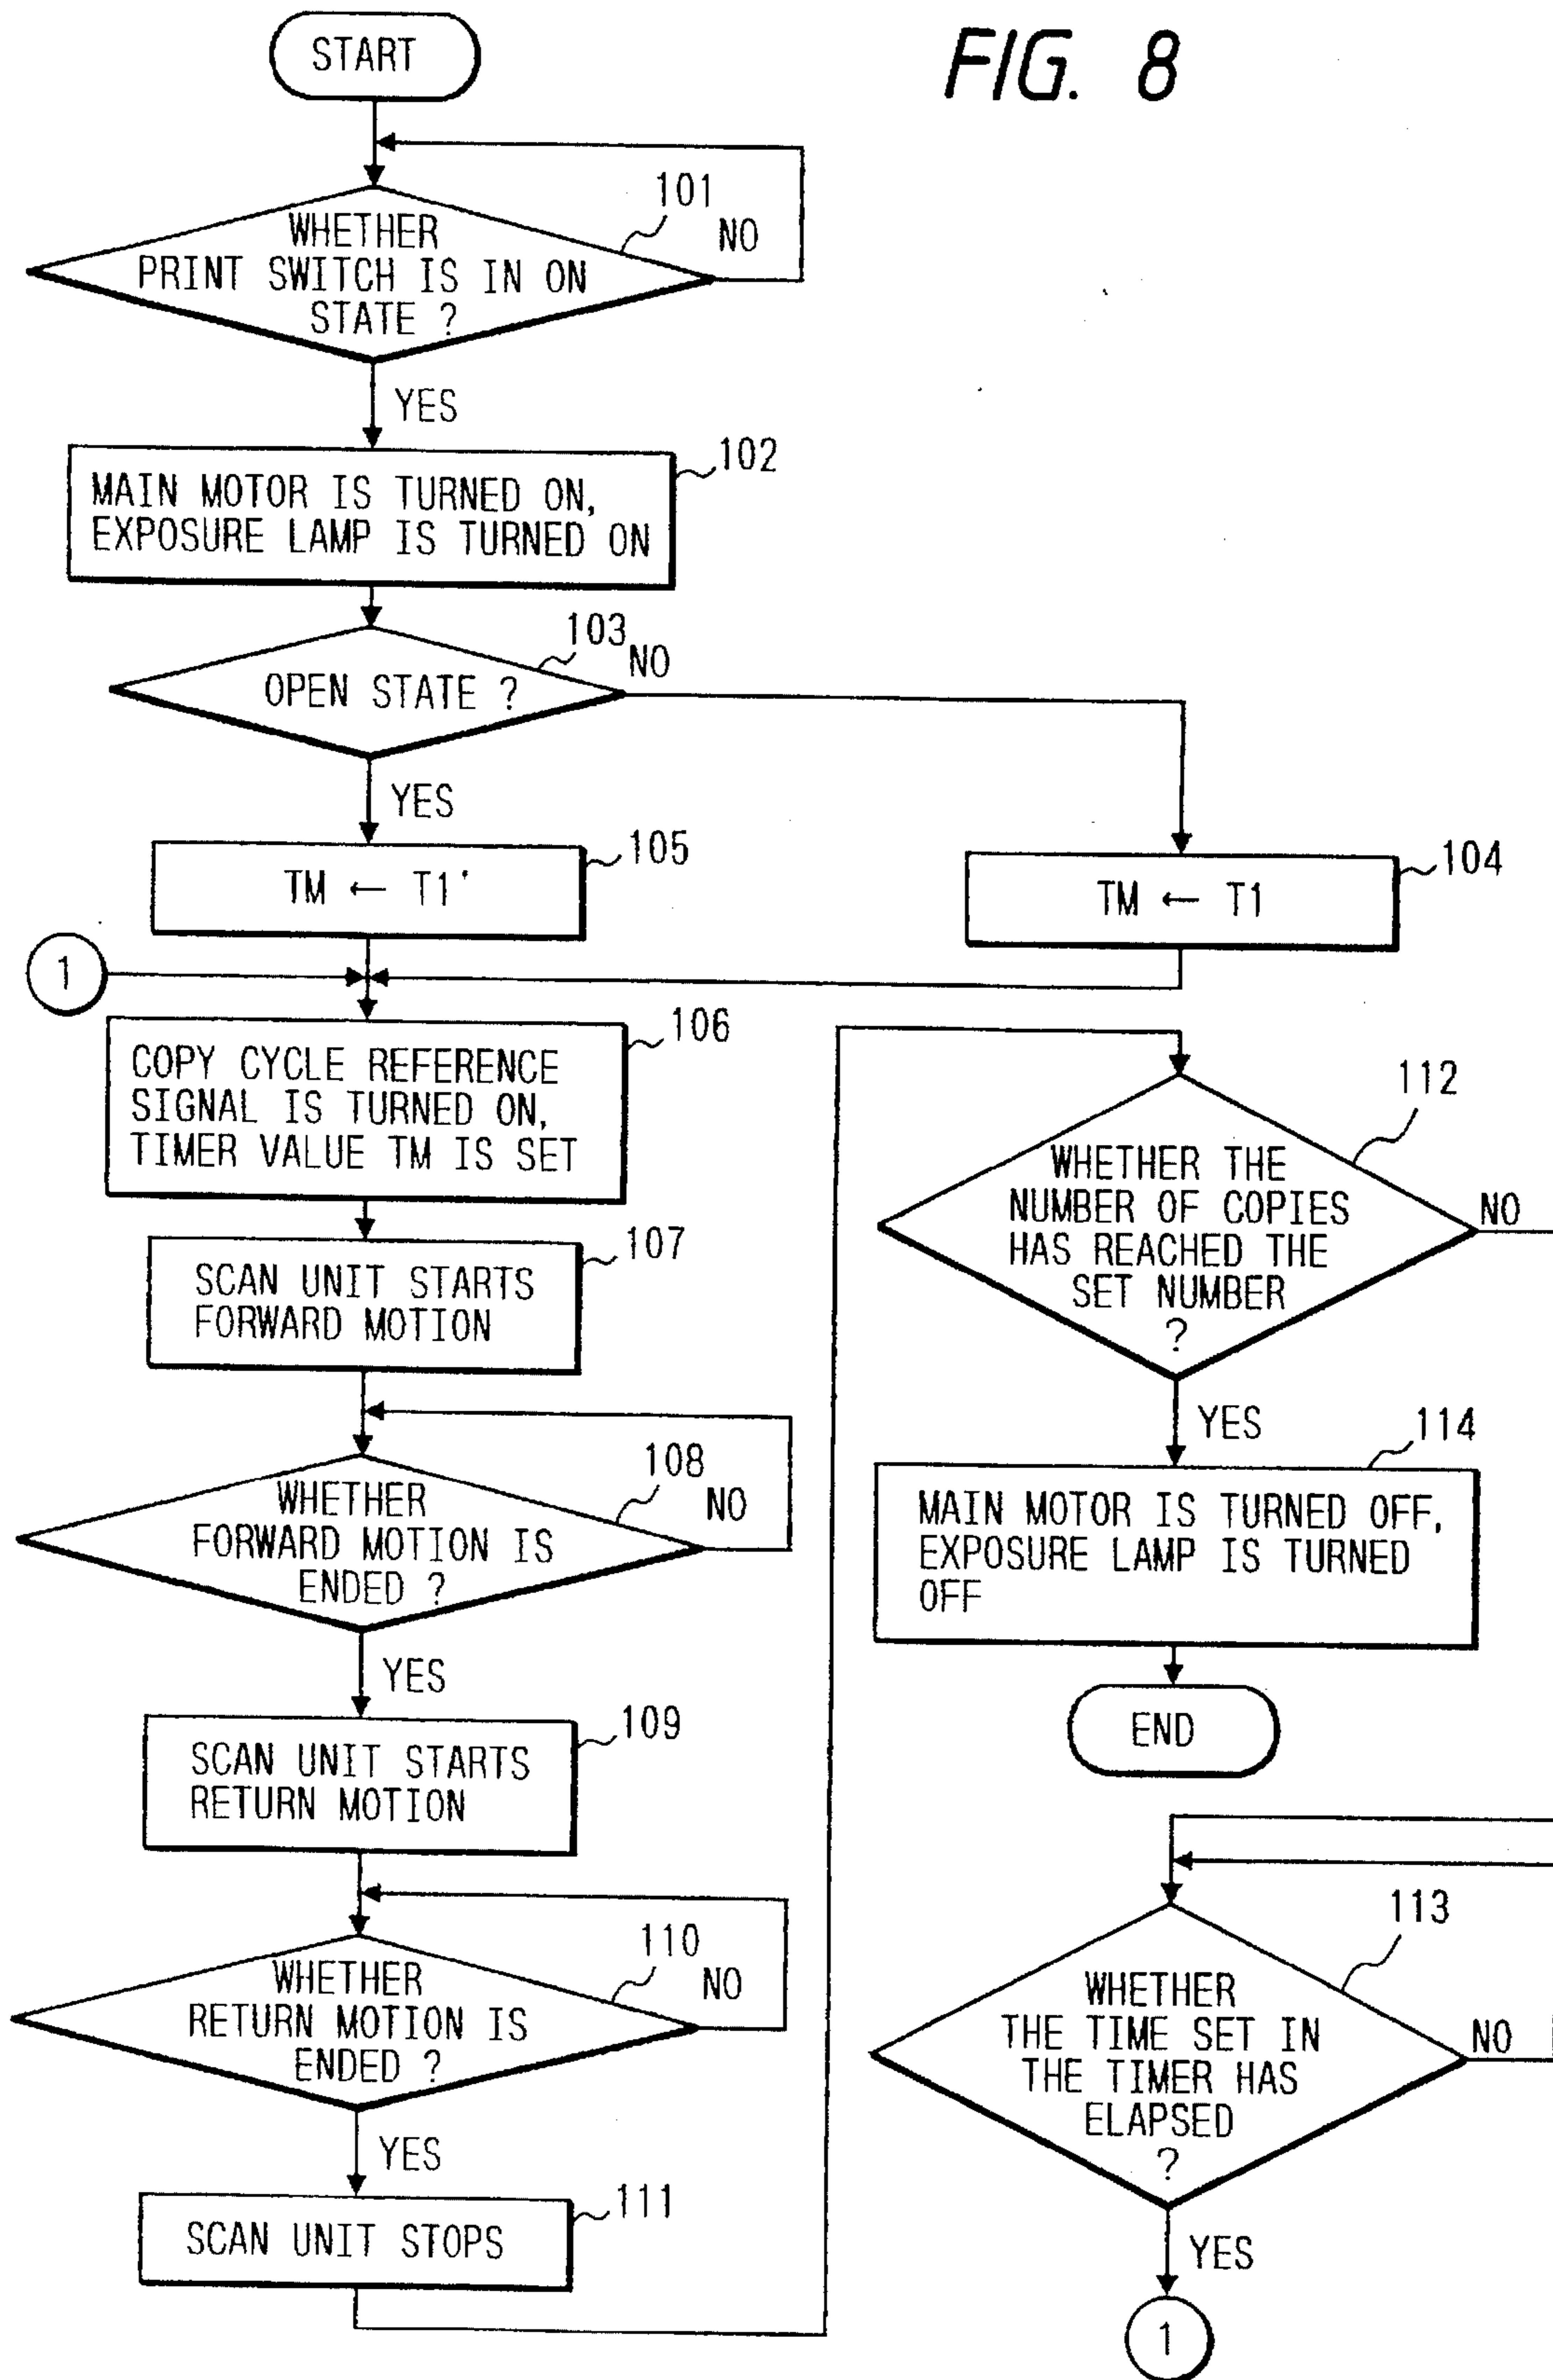 FIG. 8
START
101
NO
WHETHER
PRINT SWITCH IS IN ON
STATE ?
YES
102
MAIN MOTOR IS TURNED ON,
EXPOSURE LAMP IS TURNED ON
103
NO
OPEN STATE ?
YES
105
TM ← T1'
104
TM ← T1
1
106
COPY CYCLE REFERENCE
SIGNAL IS TURNED ON,
TIMER VALUE TM IS SET
107
SCAN UNIT STARTS
FORWARD MOTION
108
NO
WHETHER
FORWARD MOTION IS
ENDED ?
YES
109
SCAN UNIT STARTS
RETURN MOTION
110
NO
WHETHER
RETURN MOTION IS
ENDED ?
YES
111
SCAN UNIT STOPS
112
WHETHER THE
NUMBER OF COPIES
HAS REACHED THE
SET NUMBER
?
NO
YES
114
MAIN MOTOR IS TURNED OFF,
EXPOSURE LAMP IS TURNED
OFF
END
113
WHETHER
THE TIME SET IN
THE TIMER HAS
ELAPSED
?
NO
YES
1